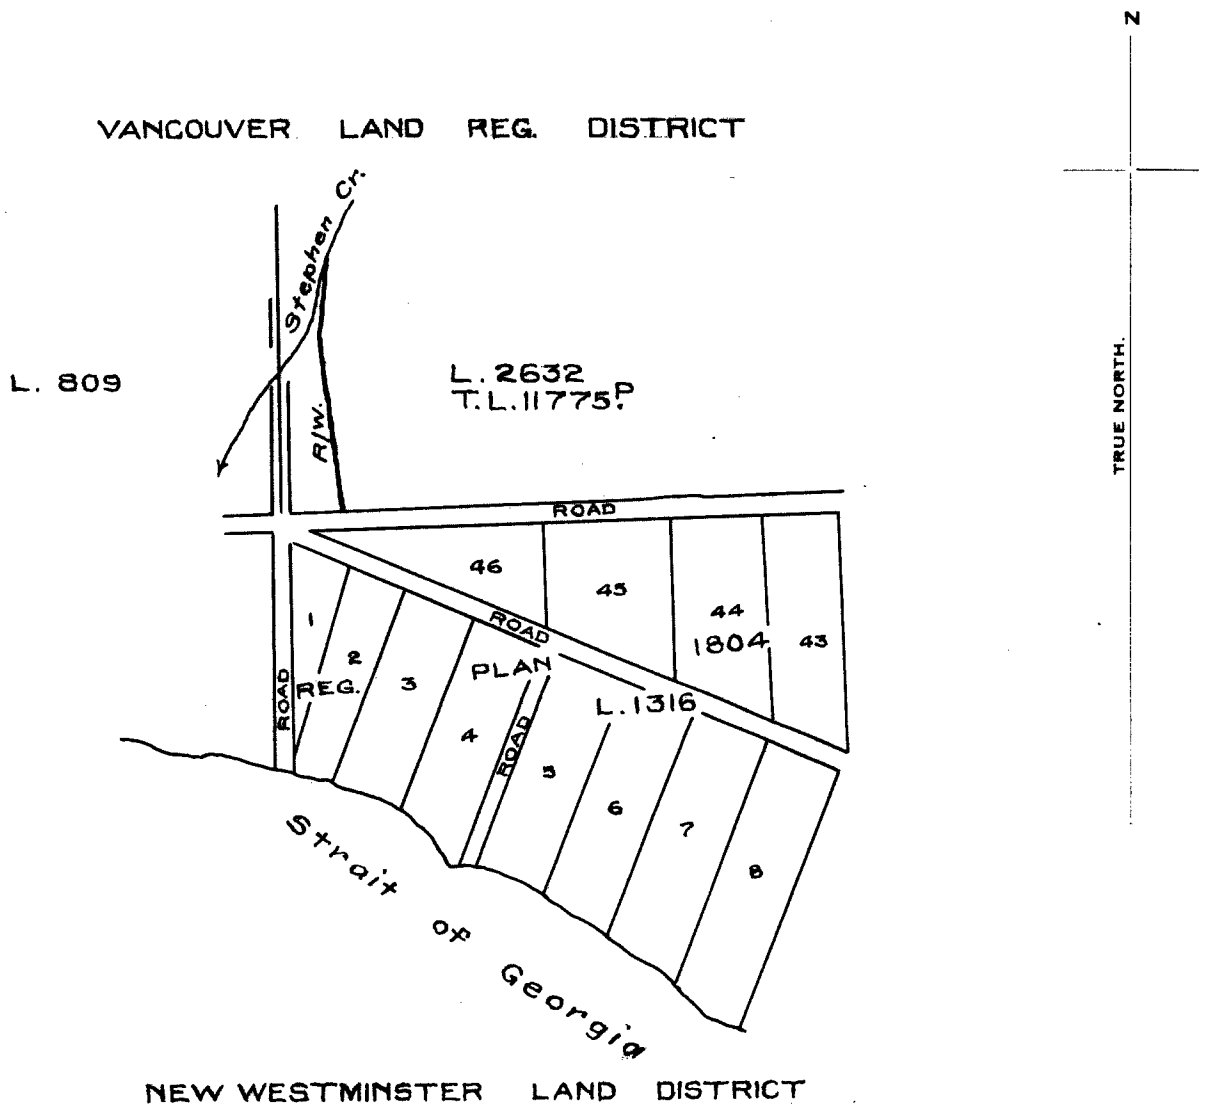 N
VANCOUVER LAND REG. DISTRICT
Stephen Cr.
TRUE NORTH.
L. 809
L. 2632
T.L. 11775P.
R/W.
ROAD
46
45
44
43
1804
1
2
3
ROAD
PLAN
REG.
ROAD
L. 1316
4
ROAD
5
6
7
8
Strait of Georgia
NEW WESTMINSTER LAND DISTRICT